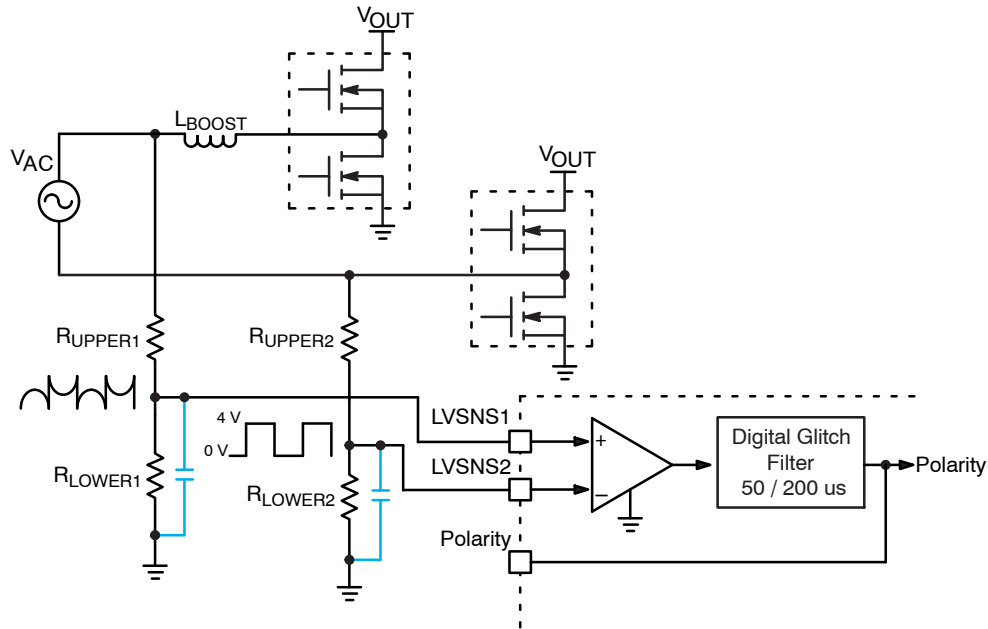 VOUT
LBOOST
VAC
VOUT
RUPPER1
RUPPER2
LVSNS1
4 V
0 V
LVSNS2
RLOWER1
RLOWER2
+
−
Digital Glitch
Filter
50 / 200 us
Polarity
Polarity